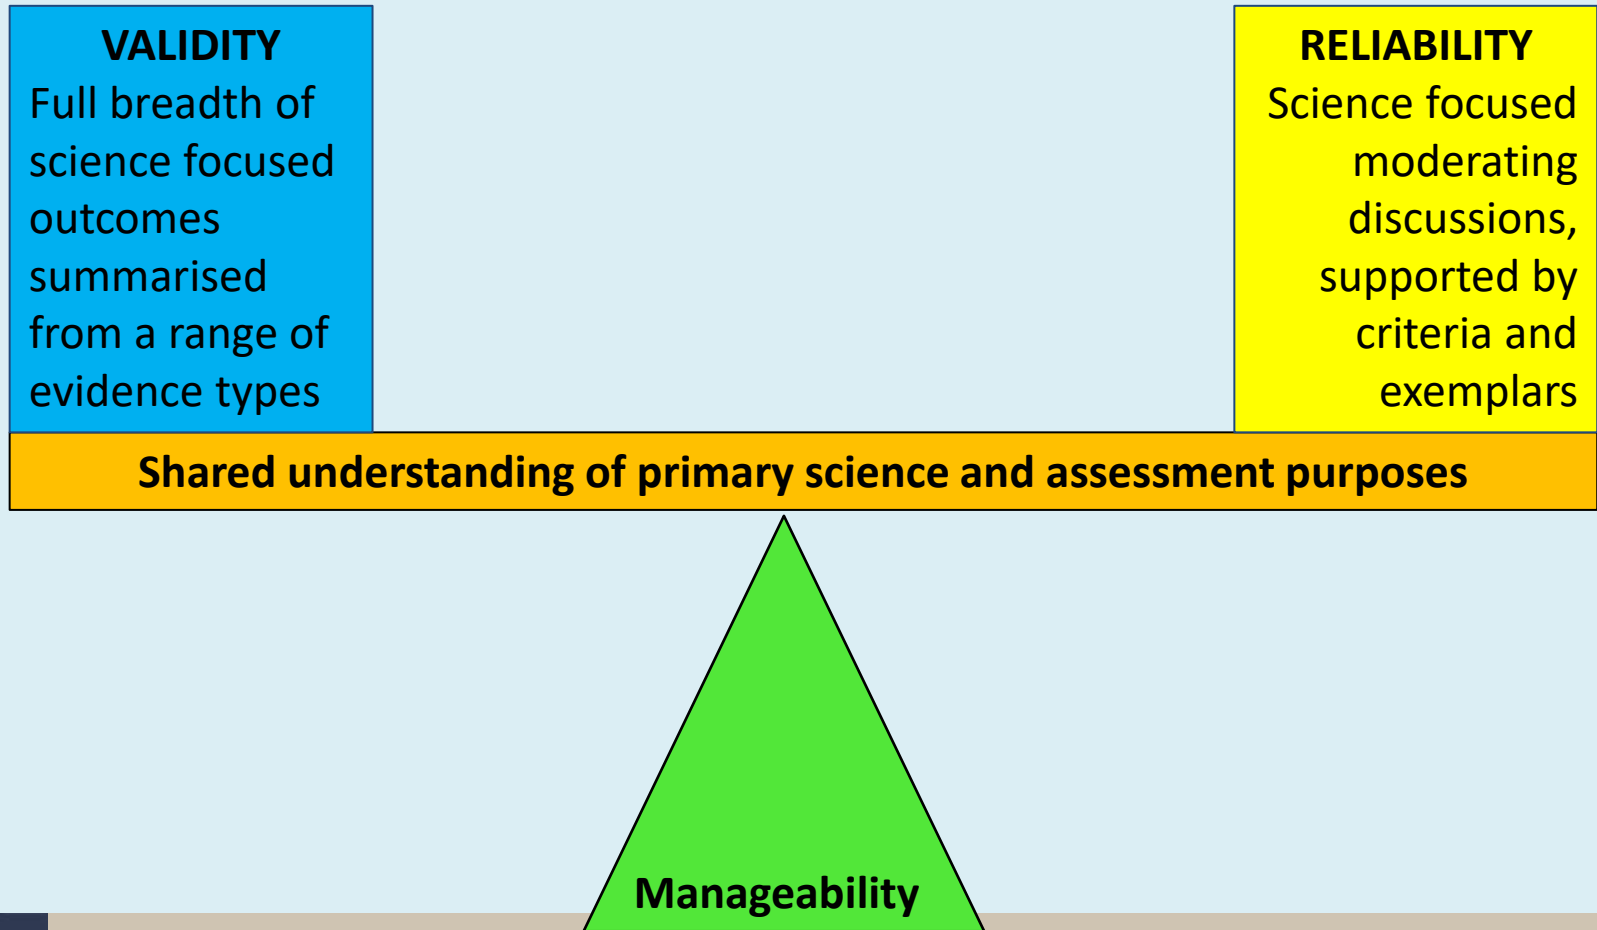 VALIDITY
Full breadth of
science focused
outcomes
summarised
from a range of
evidence types
RELIABILITY
Science focused
moderating
discussions,
supported by
criteria and
exemplars
Shared understanding of primary science and assessment purposes
Manageability